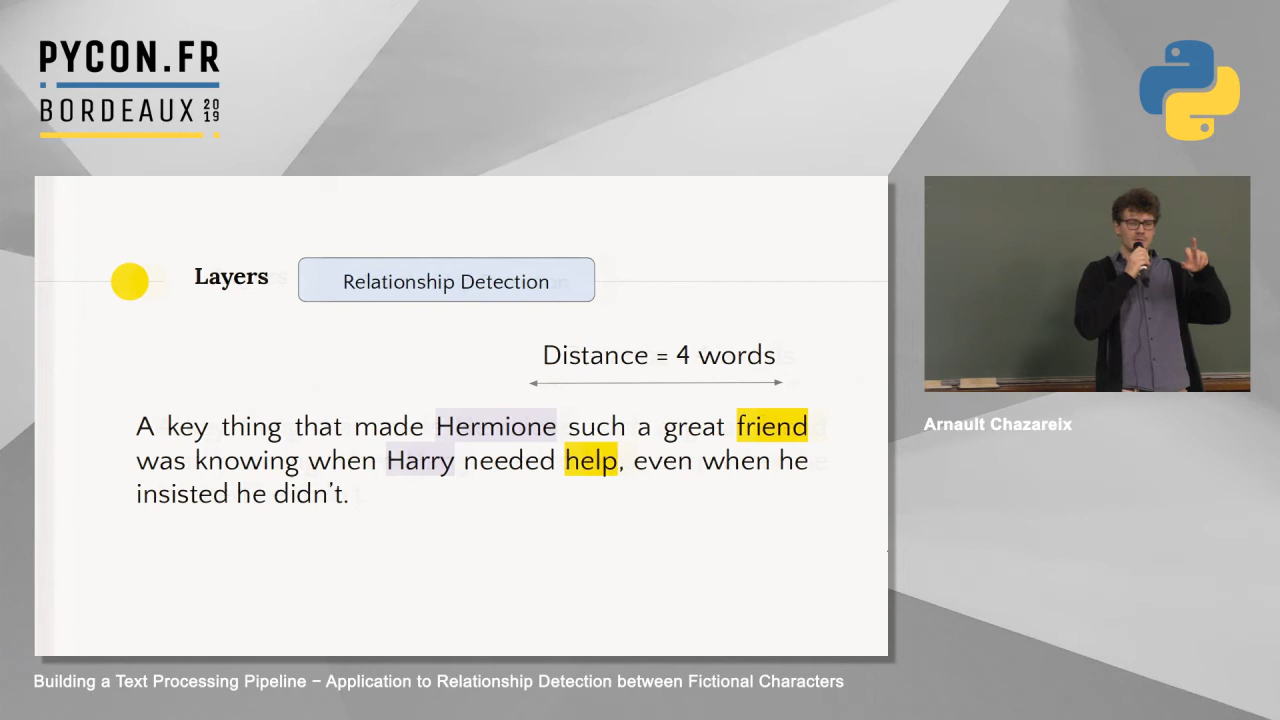 PYCON.FR
BORDEAUX 2019
Layers
Relationship Detection
Distance = 4 words
A key thing that made Hermione such a great friend
was knowing when Harry needed help, even when he
insisted he didn't.
Arnault Chazareix
Building a Text Processing Pipeline – Application to Relationship Detection between Fictional Characters